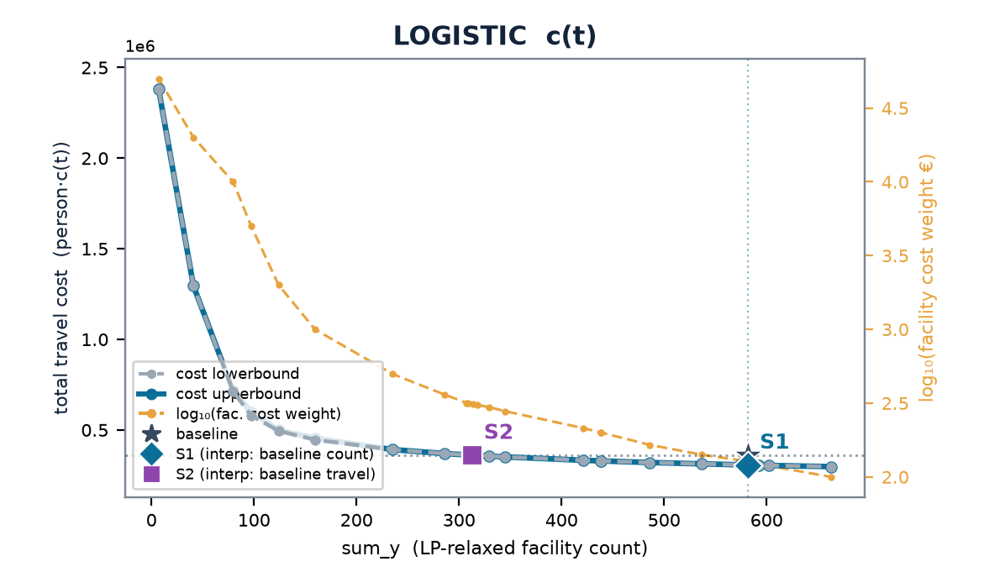 LOGISTIC  c(t)
1e6
2.5
2.0
1.5
1.0
0.5
total travel cost  (person·c(t))
4.5
4.0
3.5
3.0
2.5
2.0
log₁₀(facility cost weight €)
cost lowerbound
cost upperbound
log₁₀(fac. cost weight)
baseline
S1 (interp: baseline count)
S2 (interp: baseline travel)
S2
S1
0 100 200 300 400 500 600
sum_y  (LP-relaxed facility count)